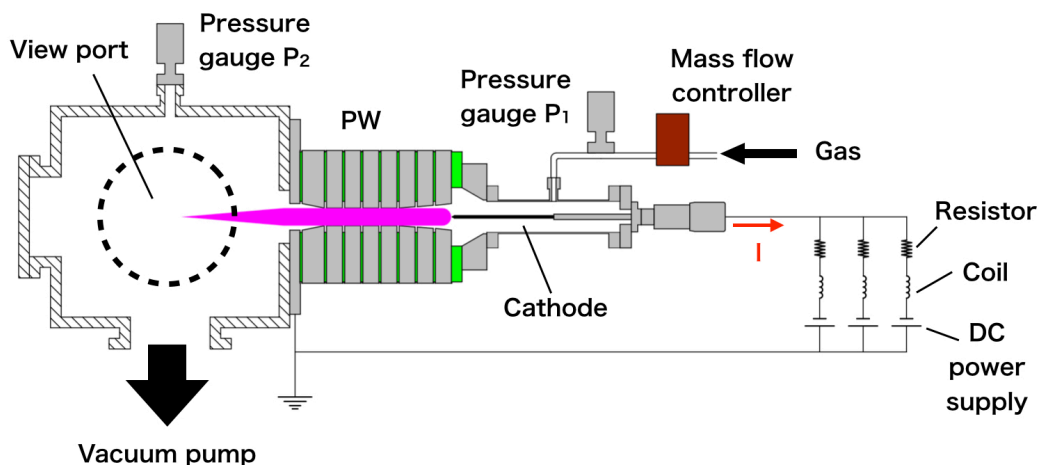 Pressure
gauge P2
View port
Pressure
gauge P1
Mass flow
controller
PW
Gas
Resistor
I
Coil
Cathode
DC
power
supply
Vacuum pump